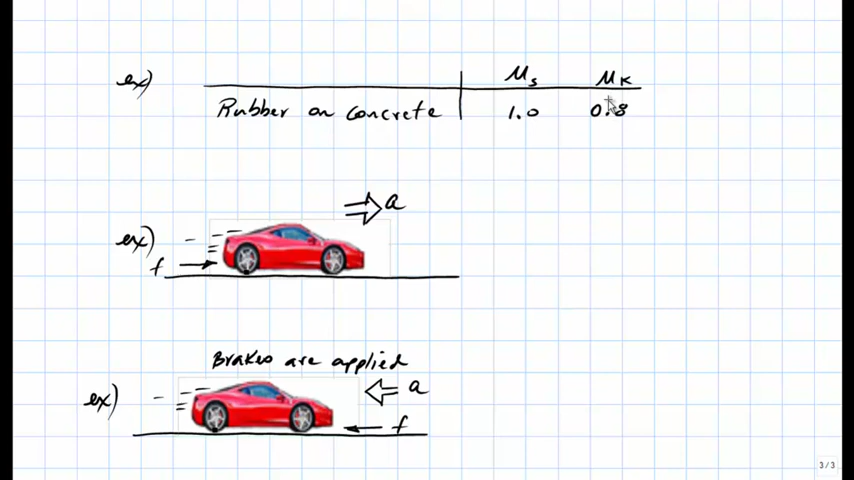 ex) μs μk
Rubber on concrete 1.0 0.8
a
ex)
f
Brakes are applied
a
ex)
f
3/3